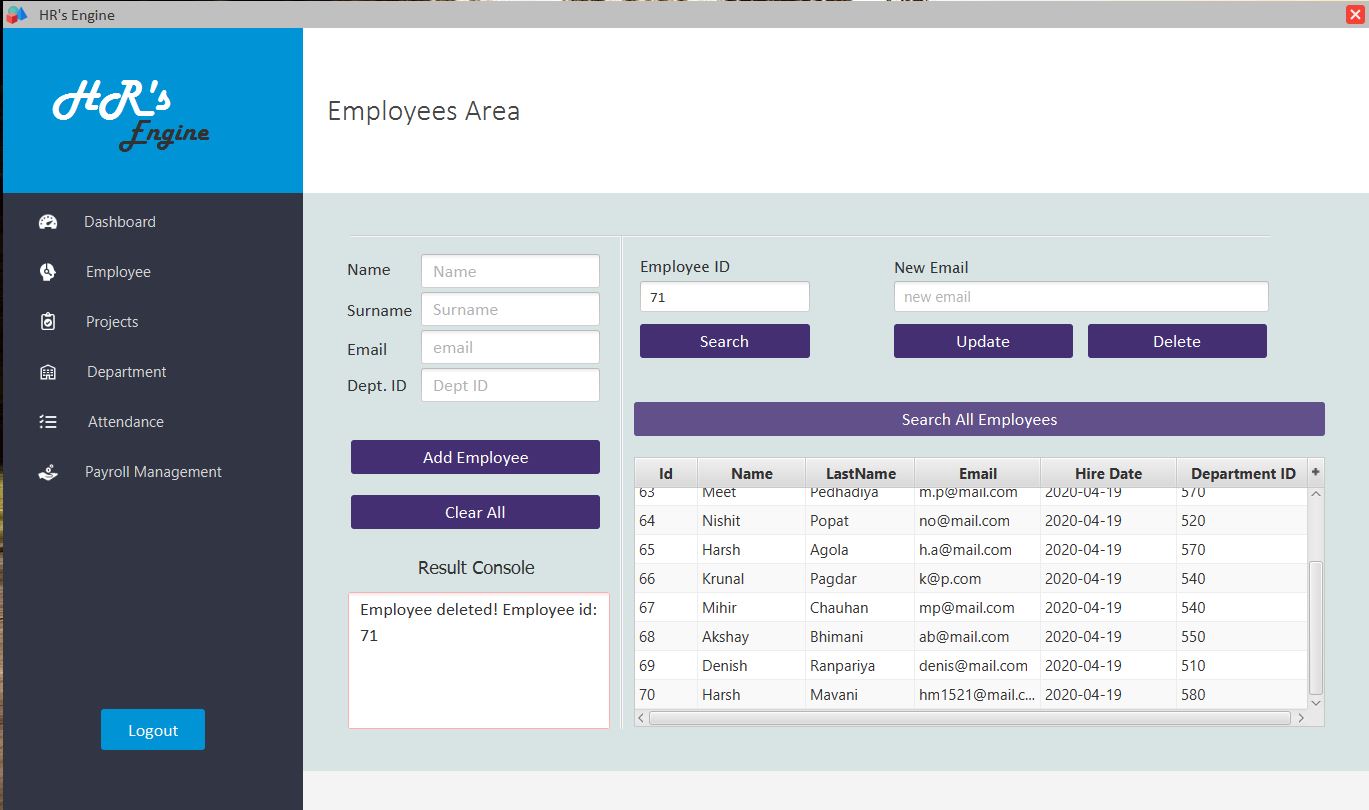 HR's Engine
HR's
Engine
Employees Area
Dashboard
Employee
Projects
Department
Attendance
Payroll Management
Logout
Name Name
Surname Surname
Email email
Dept. ID Dept ID
Add Employee
Clear All
Result Console
Employee deleted! Employee id:
71
Employee ID New Email
71 new email
Search Update Delete
Search All Employees
Id Name LastName Email Hire Date Department ID +
63 Meet Pedhadiya m.p@mail.com 2020-04-19 570
64 Nishit Popat no@mail.com 2020-04-19 520
65 Harsh Agola h.a@mail.com 2020-04-19 570
66 Krunal Pagdar k@p.com 2020-04-19 540
67 Mihir Chauhan mp@mail.com 2020-04-19 540
68 Akshay Bhimani ab@mail.com 2020-04-19 550
69 Denish Ranpariya denis@mail.com 2020-04-19 510
70 Harsh Mavani hm1521@mail.c... 2020-04-19 580